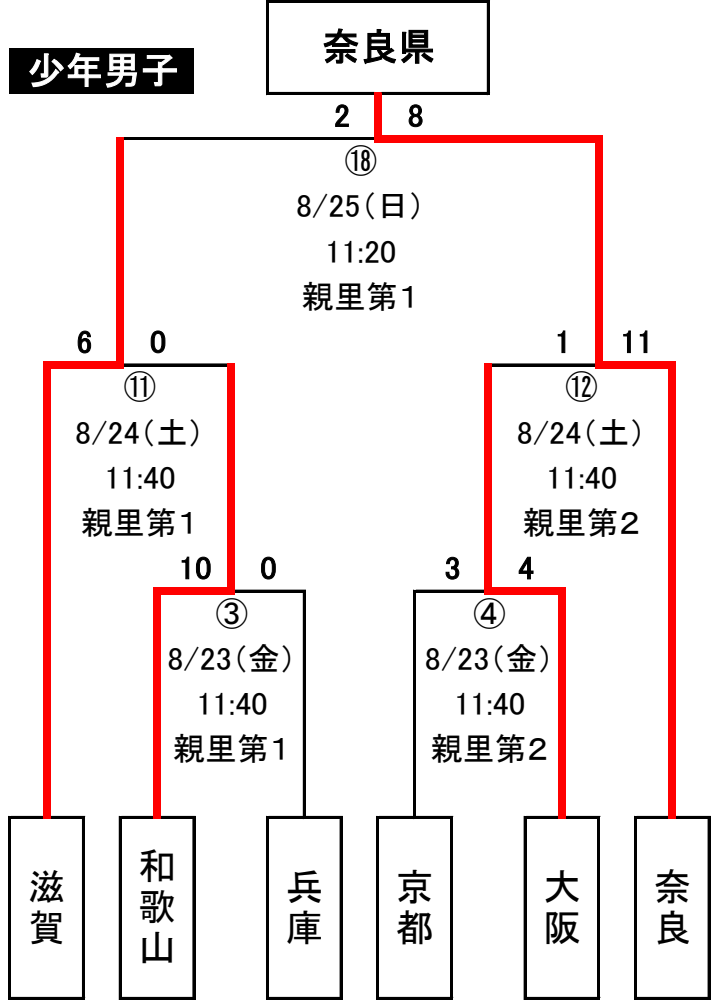 奈良県
少年男子
2 8
⑱
8/25(日)
11:20
親里第1
6 0 1 11
⑪ ⑫
8/24(土) 8/24(土)
11:40 11:40
親里第1 親里第2
10 0 3 4
③ ④
8/23(金) 8/23(金)
11:40 11:40
親里第1 親里第2
滋賀
和歌山
兵庫
京都
大阪
奈良